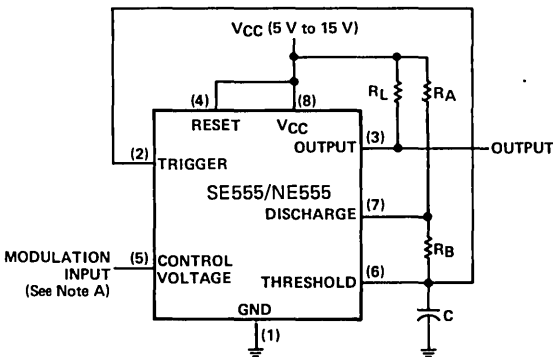 VCC (5 V to 15 V)
(4)
(8)
RL
RA
RESET
VCC
(3)
OUTPUT
OUTPUT
(2)
TRIGGER
SE555/NE555
(7)
DISCHARGE
RB
MODULATION
INPUT
(See Note A)
(5)
CONTROL
VOLTAGE
(6)
THRESHOLD
C
GND
(1)